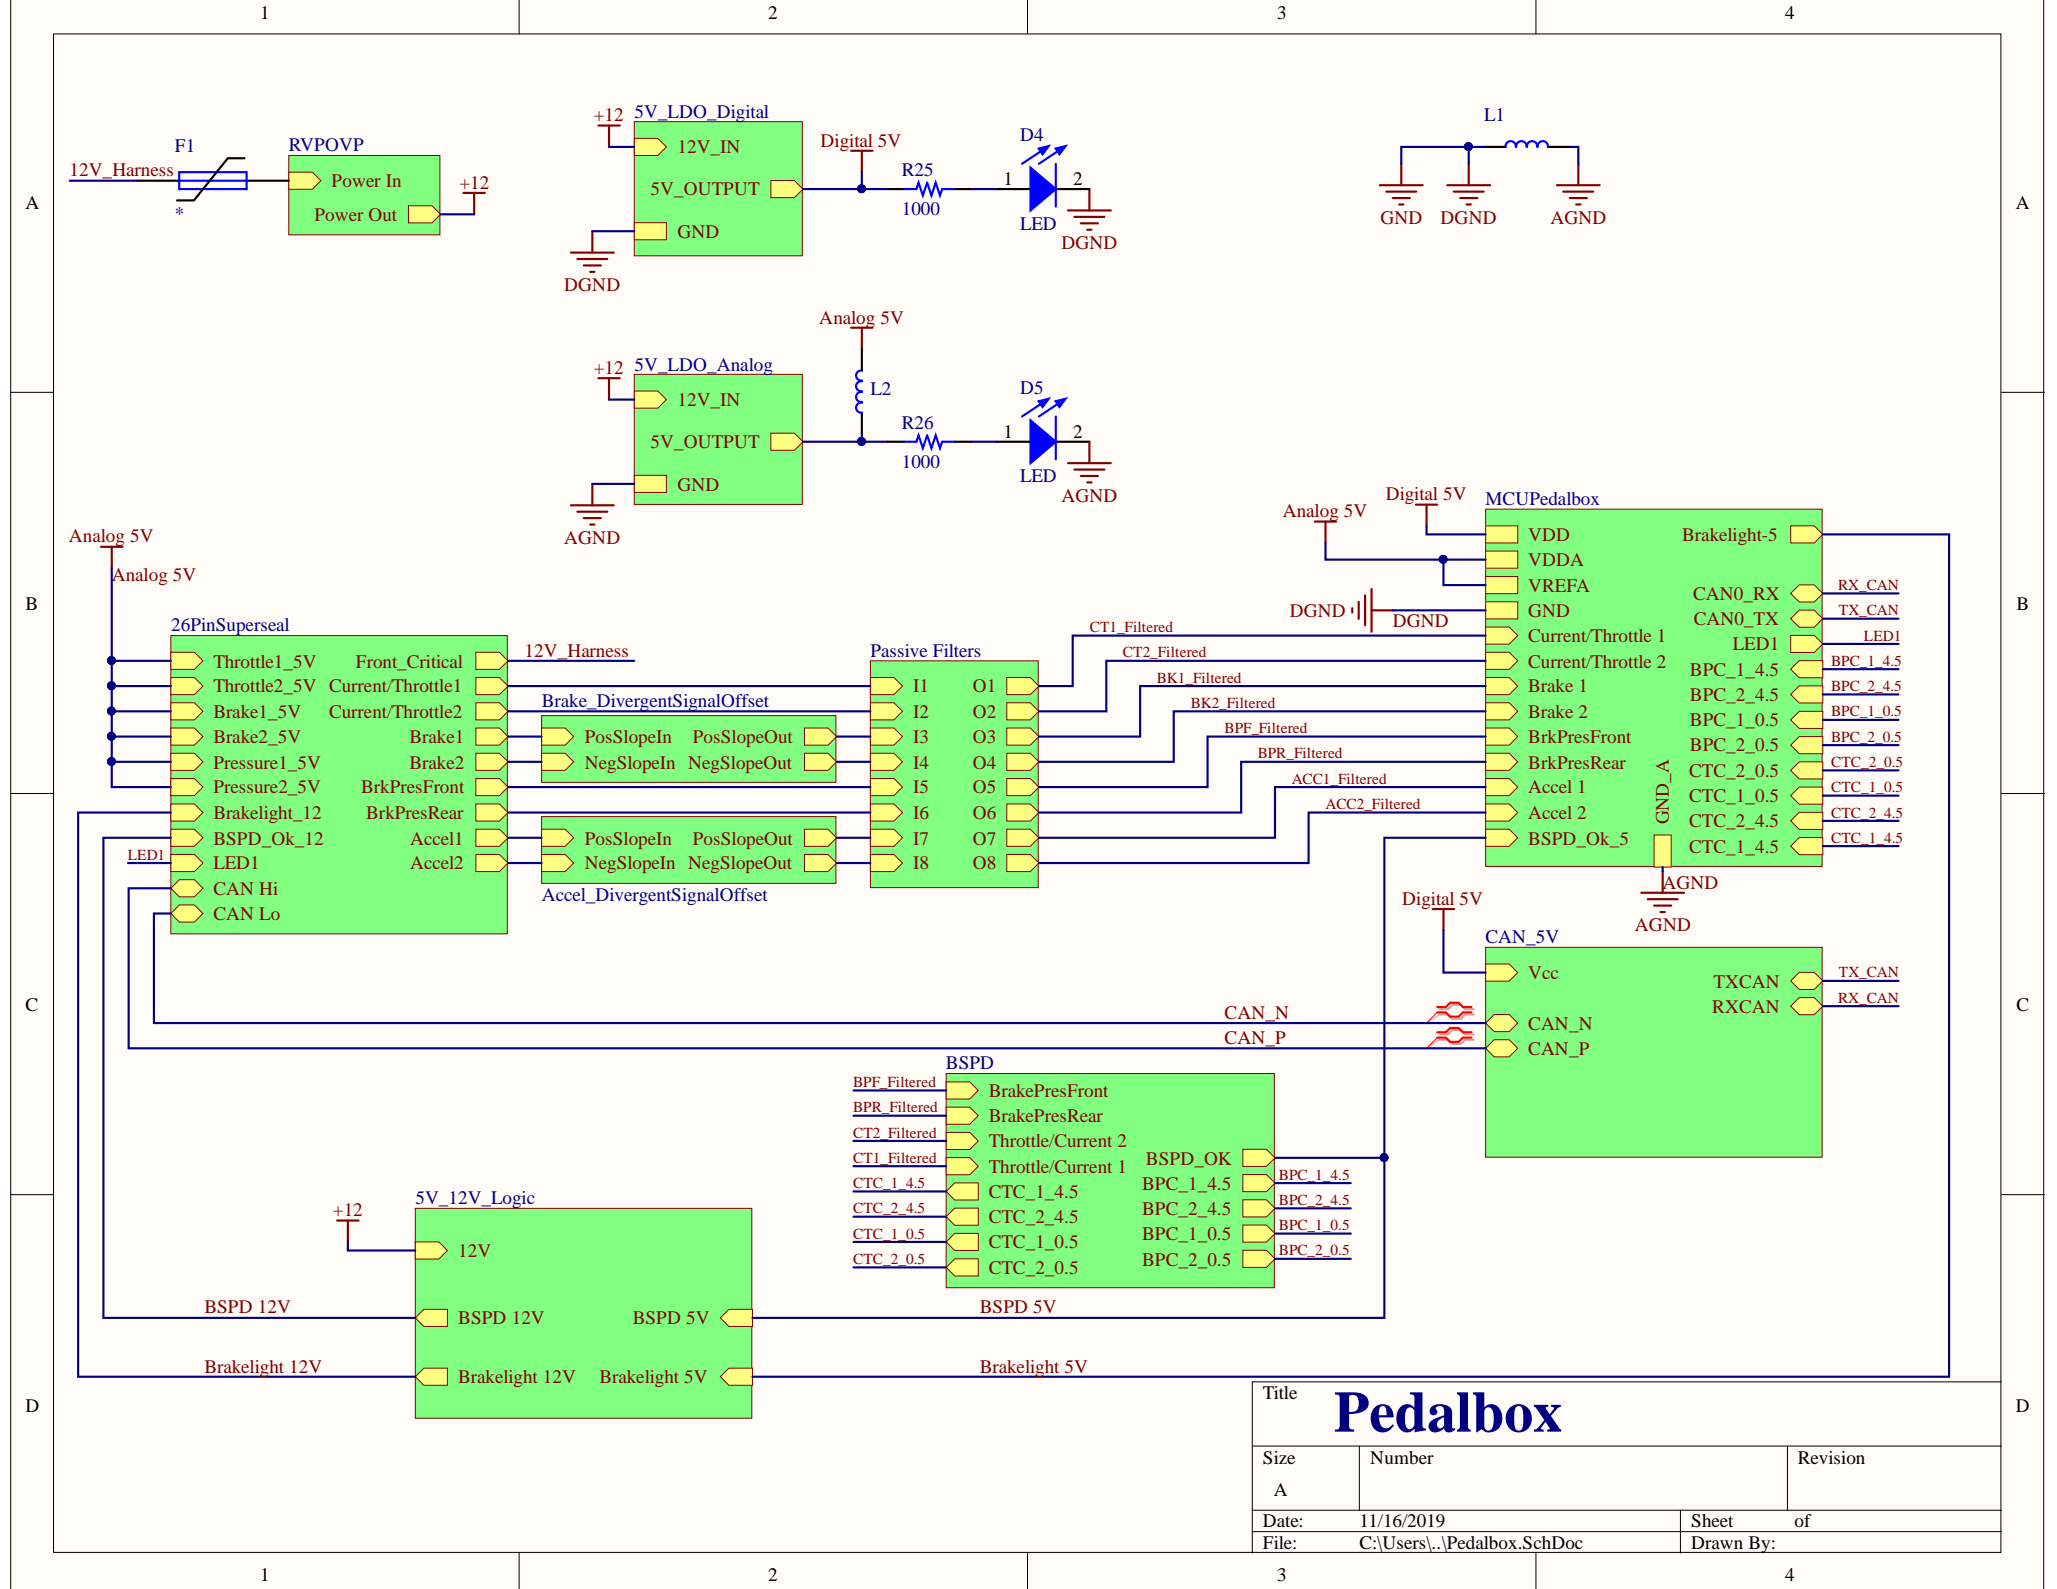 1
2
3
4
A
A
B
B
C
C
D
D
F1
12V_Harness
*
RVPOVP
Power In
Power Out
+12
5V_LDO_Digital
+12
12V_IN
5V_OUTPUT
GND
DGND
Digital 5V
R25
1000
D4
1
2
LED
DGND
L1
GND
DGND
AGND
Analog 5V
5V_LDO_Analog
+12
12V_IN
5V_OUTPUT
GND
AGND
L2
R26
1000
D5
1
2
LED
AGND
Analog 5V
Analog 5V
26PinSuperseal
Throttle1_5V
Throttle2_5V
Brake1_5V
Brake2_5V
Pressure1_5V
Pressure2_5V
Brakelight_12
BSPD_Ok_12
LED1
LED1
CAN Hi
CAN Lo
Front_Critical
Current/Throttle1
Current/Throttle2
Brake1
Brake2
BrkPresFront
BrkPresRear
Accel1
Accel2
12V_Harness
Brake_DivergentSignalOffset
PosSlopeIn
PosSlopeOut
NegSlopeIn
NegSlopeOut
PosSlopeIn
PosSlopeOut
NegSlopeIn
NegSlopeOut
Accel_DivergentSignalOffset
Passive Filters
I1
O1
I2
O2
I3
O3
I4
O4
I5
O5
I6
O6
I7
O7
I8
O8
CT1_Filtered
CT2_Filtered
BK1_Filtered
BK2_Filtered
BPF_Filtered
BPR_Filtered
ACC1_Filtered
ACC2_Filtered
Analog 5V
Digital 5V
DGND
DGND
MCUPedalbox
VDD
VDDA
VREFA
GND
Current/Throttle 1
Current/Throttle 2
Brake 1
Brake 2
BrkPresFront
BrkPresRear
Accel 1
Accel 2
BSPD_Ok_5
GND_A
AGND
AGND
Brakelight-5
CAN0_RX
CAN0_TX
LED1
BPC_1_4.5
BPC_2_4.5
BPC_1_0.5
BPC_2_0.5
CTC_2_0.5
CTC_1_0.5
CTC_2_4.5
CTC_1_4.5
RX_CAN
TX_CAN
LED1
BPC_1_4.5
BPC_2_4.5
BPC_1_0.5
BPC_2_0.5
CTC_2_0.5
CTC_1_0.5
CTC_2_4.5
CTC_1_4.5
Digital 5V
CAN_5V
Vcc
CAN_N
CAN_P
TXCAN
RXCAN
TX_CAN
RX_CAN
CAN_N
CAN_P
BSPD
BPF_Filtered
BPR_Filtered
CT2_Filtered
CT1_Filtered
CTC_1_4.5
CTC_2_4.5
CTC_1_0.5
CTC_2_0.5
BrakePresFront
BrakePresRear
Throttle/Current 2
Throttle/Current 1
CTC_1_4.5
CTC_2_4.5
CTC_1_0.5
CTC_2_0.5
BSPD_OK
BPC_1_4.5
BPC_2_4.5
BPC_1_0.5
BPC_2_0.5
BPC_1_4.5
BPC_2_4.5
BPC_1_0.5
BPC_2_0.5
+12
5V_12V_Logic
12V
BSPD 12V
BSPD 5V
Brakelight 12V
Brakelight 5V
BSPD 12V
Brakelight 12V
BSPD 5V
Brakelight 5V
Title
Pedalbox
Size
A
Number
Revision
Date:
11/16/2019
Sheet of
File:
C:\Users\..\Pedalbox.SchDoc
Drawn By:
1
2
3
4